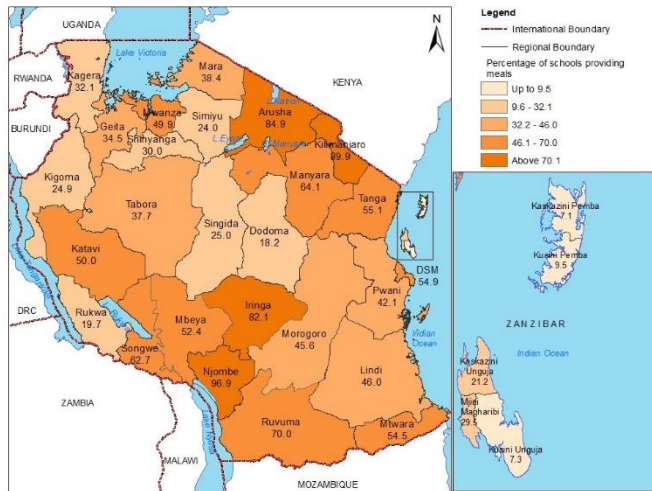 UGANDA
RWANDA
BURUNDI
DRC
ZAMBIA
MALAWI
MOZAMBIQUE
KENYA
N
Lake Victoria
Kagera
32.1
Mara
38.4
Mwanza
49.9
Geita
34.5
Simiyu
24.0
Shinyanga
30.0
Arusha
84.9
Kilimanjaro
89.9
Manyara
64.1
Tanga
55.1
Kigoma
24.9
Tabora
37.7
Singida
25.0
Dodoma
18.2
Katavi
50.0
Rukwa
19.7
Mbeya
52.4
Songwe
62.7
Iringa
82.1
Njombe
96.9
Morogoro
45.6
Pwani
42.1
DSM
54.9
Indian
Ocean
Lindi
46.0
Ruvuma
70.0
Mtwara
54.5
Legend
International Boundary
Regional Boundary
Percentage of schools providing
meals
Up to 9.5
9.6 - 32.1
32.2 - 46.0
46.1 - 70.0
Above 70.1
Kaskazini Pemba
7.1
Kusini Pemba
9.5
ZANZIBAR
Indian Ocean
Kaskazini
Unguja
21.2
Mjini
Magharibi
29.5
Kusini Unguja
7.3